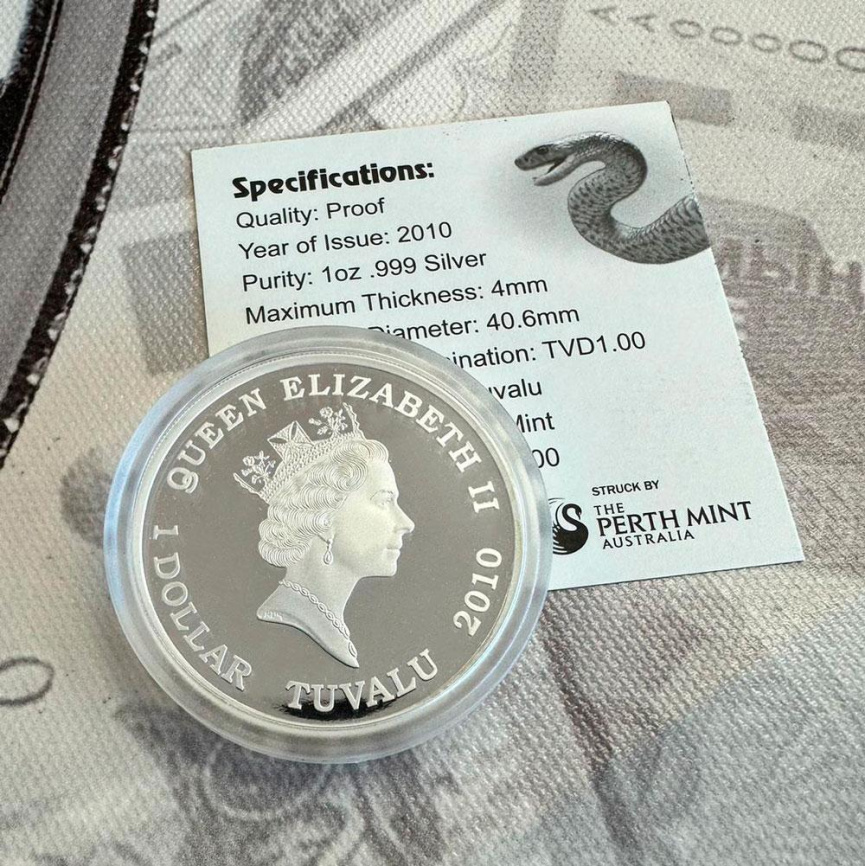 Specifications:
Quality: Proof
Year of Issue: 2010
Purity: 1oz .999 Silver
Maximum Thickness: 4mm
Diameter: 40.6mm
ination: TVD1.00
uvalu
Mint
00
STRUCK BY
THE
PERTH MINT
AUSTRALIA
QUEEN ELIZABETH II
1 DOLLAR
TUVALU
2010